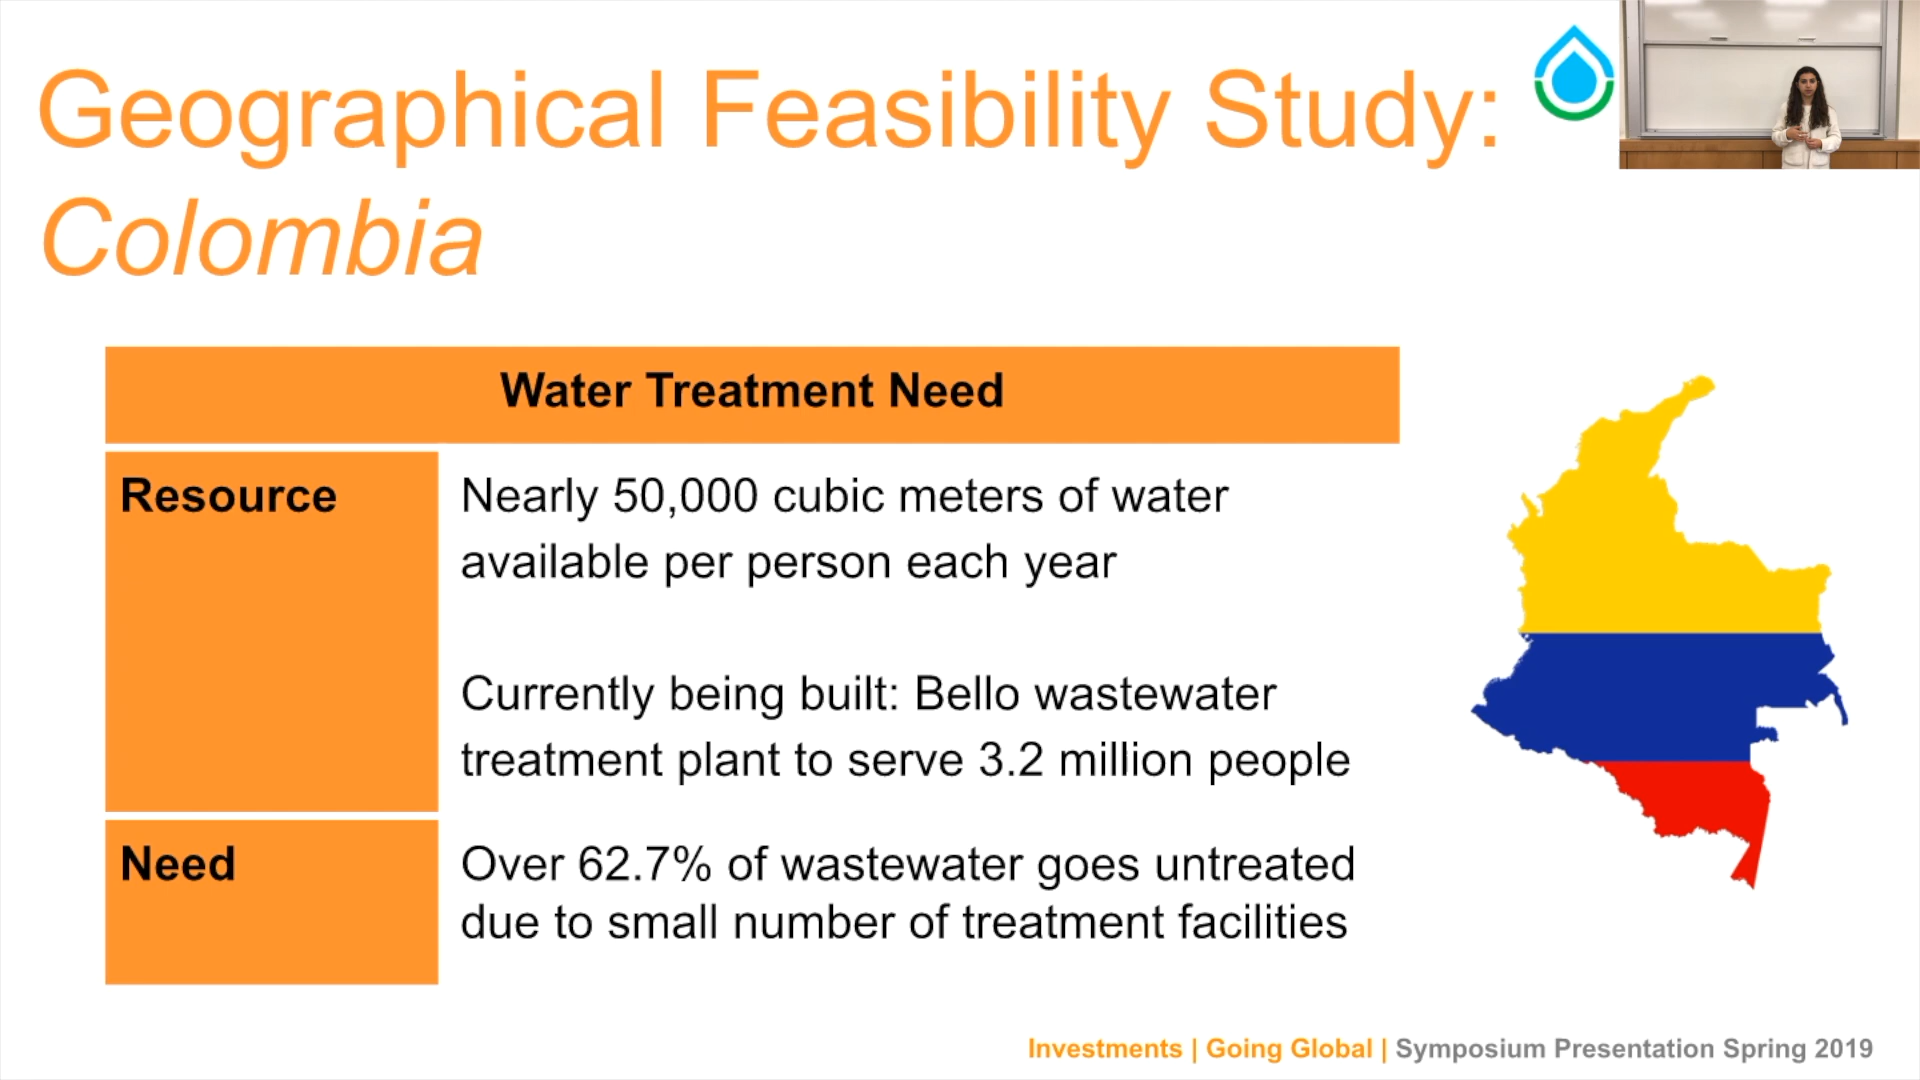 Geographical Feasibility Study:
Colombia
Water Treatment Need
Resource
Nearly 50,000 cubic meters of water
available per person each year
Currently being built: Bello wastewater
treatment plant to serve 3.2 million people
Need
Over 62.7% of wastewater goes untreated
due to small number of treatment facilities
Investments | Going Global | Symposium Presentation Spring 2019